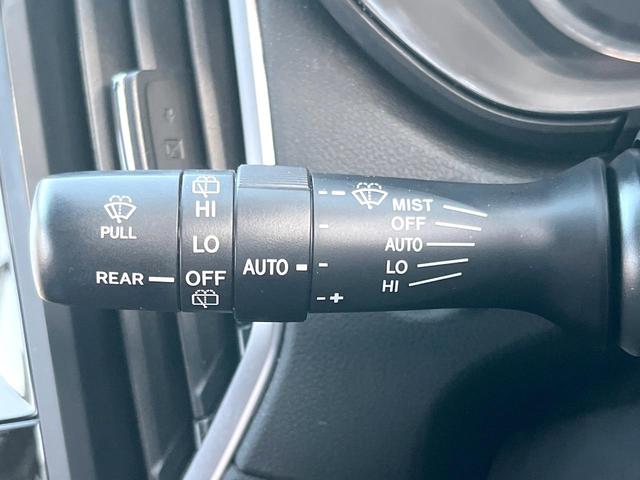 PULL
REAR
HI
LO
OFF
AUTO
- -
-
-
-+
MIST
OFF
AUTO
LO
HI